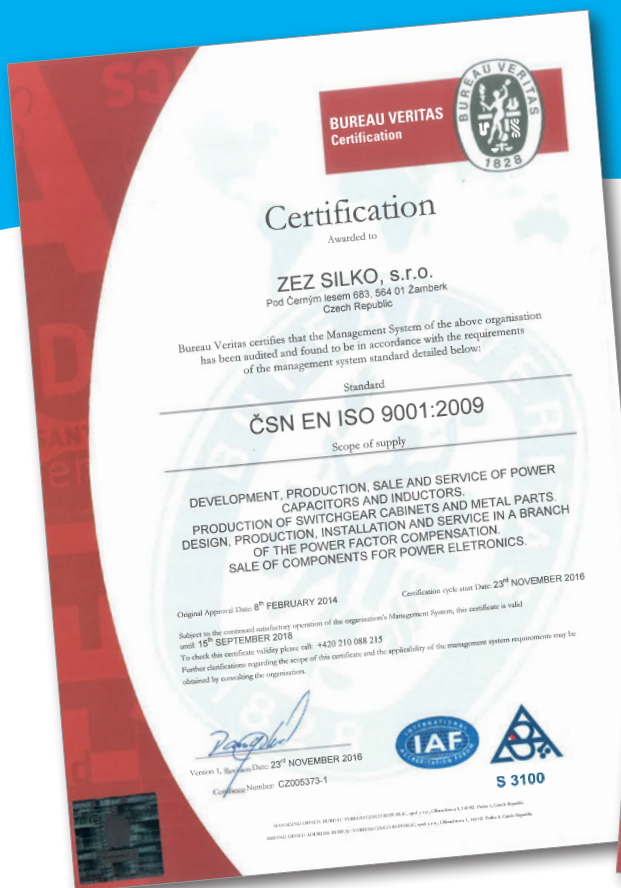 BUREAU VERITAS
Certification
BUREAU VERITAS
1828
Certification
Awarded to
ZEZ SILKO, s.r.o.
Pod Černým lesem 683, 564 01 Žamberk
Czech Republic
Bureau Veritas certifies that the Management System of the above organisation
has been audited and found to be in accordance with the requirements
of the management system standard detailed below:
Standard
ČSN EN ISO 9001:2009
Scope of supply
DEVELOPMENT, PRODUCTION, SALE AND SERVICE OF POWER
CAPACITORS AND INDUCTORS.
PRODUCTION OF SWITCHGEAR CABINETS AND METAL PARTS.
DESIGN, PRODUCTION, INSTALLATION AND SERVICE IN A BRANCH
OF THE POWER FACTOR COMPENSATION.
SALE OF COMPONENTS FOR POWER ELETRONICS.
Original Approval Date: 8th FEBRUARY 2014
Certification cycle start Date: 23rd NOVEMBER 2016
Subject to the continued satisfactory operation of the organisation's Management System, this certificate is valid
until: 15th SEPTEMBER 2018
To check this certificate validity please call: +420 210 088 215
Further clarifications regarding the scope of this certificate and the applicability of the management system requirements may be
obtained by consulting the organisation.
Version 1, Date: 23rd NOVEMBER 2016
Number: CZ005373-1
INTERNATIONAL
IAF
ACCREDITATION FORUM
S 3100